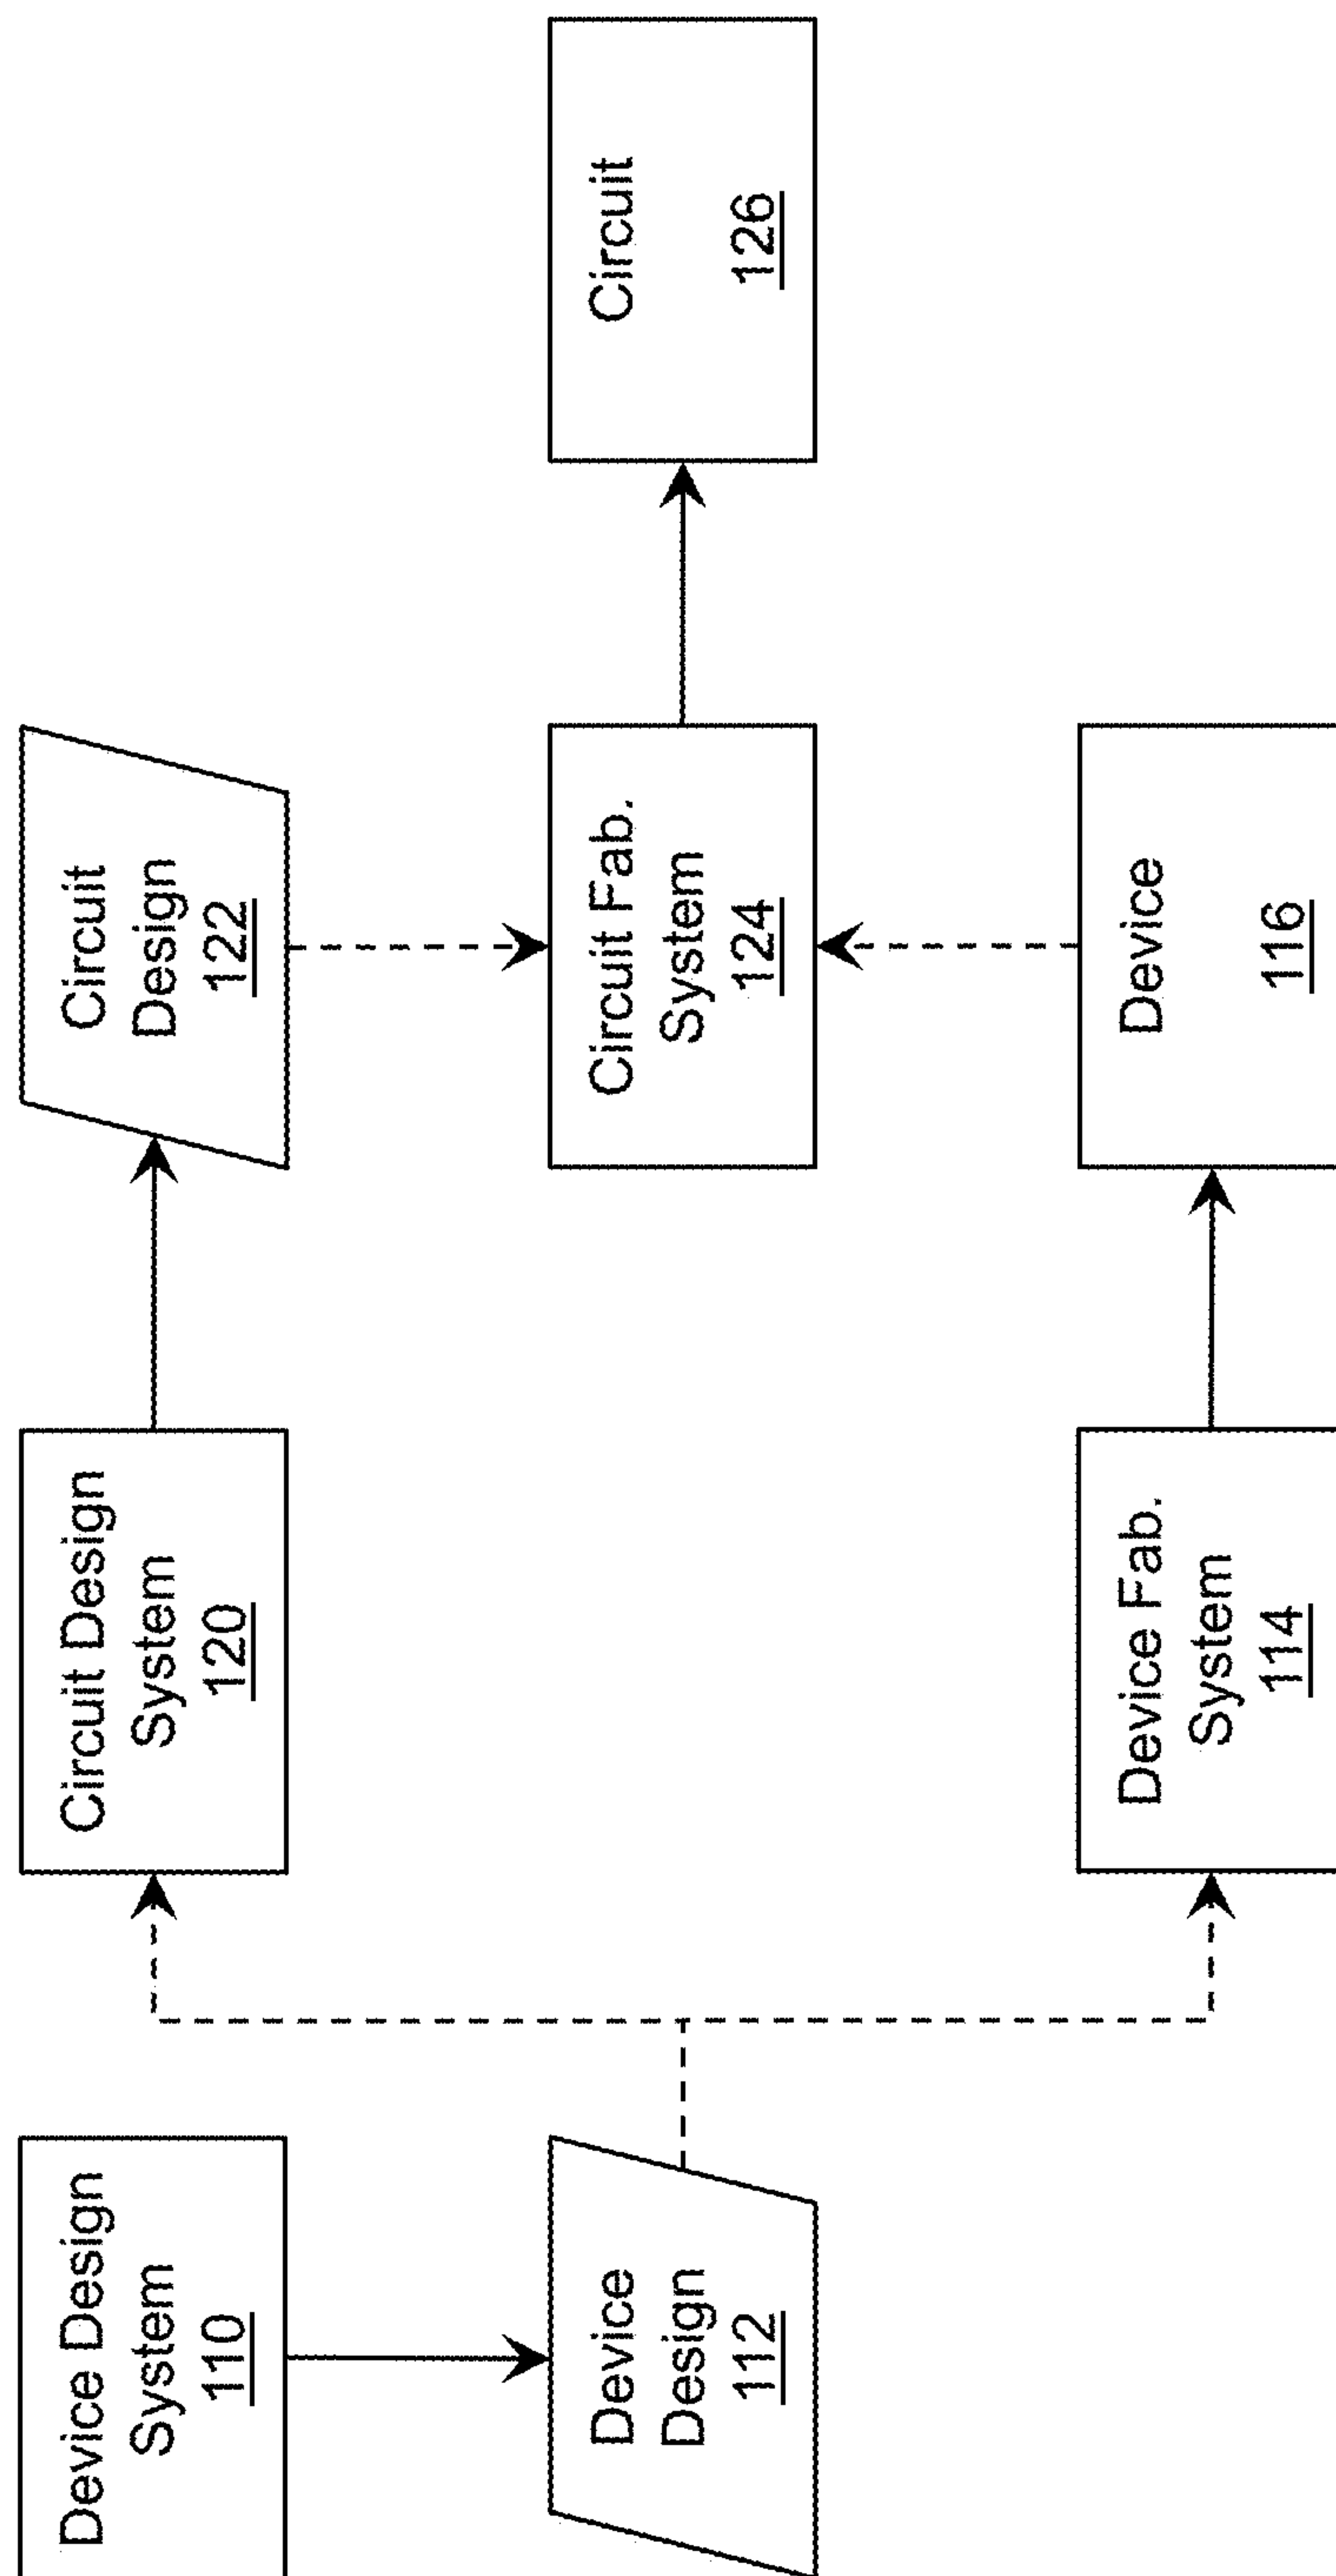 Device Design
System
110
Device
Design
112
Circuit Design
System
120
Device Fab.
System
114
Circuit
Design
122
Circuit Fab.
System
124
Device
116
Circuit
126